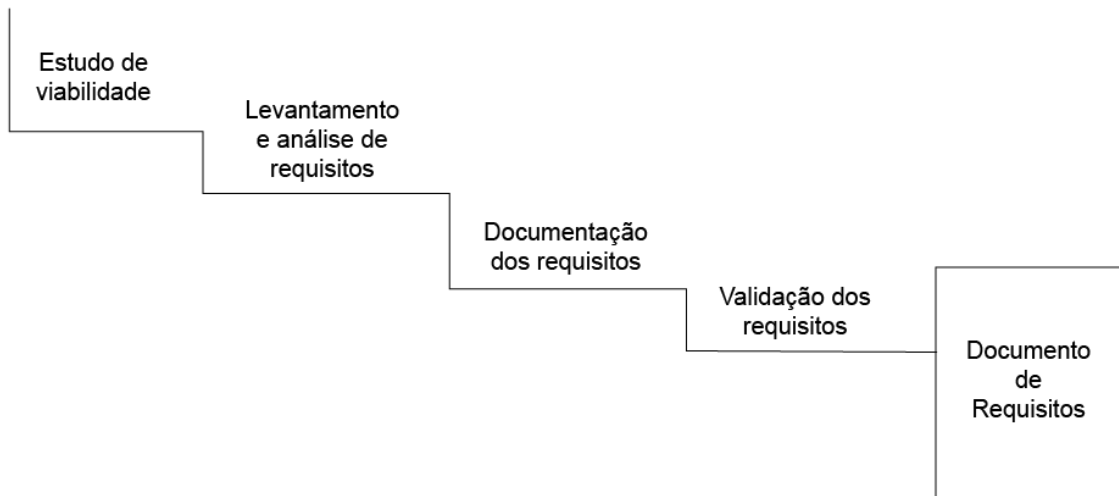 Estudo de
viabilidade
Levantamento
e análise de
requisitos
Documentação
dos requisitos
Validação dos
requisitos
Documento
de
Requisitos